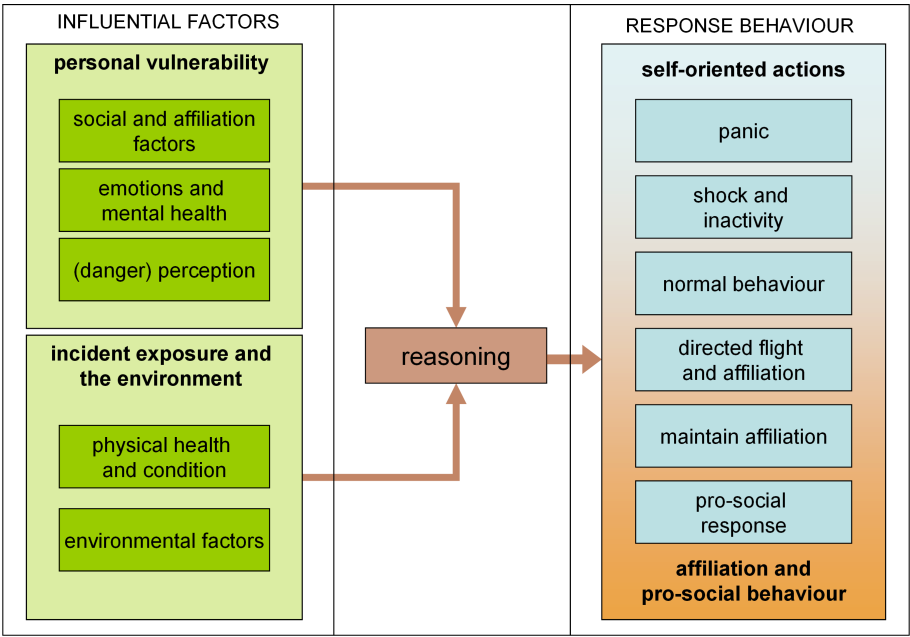 INFLUENTIAL FACTORS
personal vulnerability
social and affiliation
factors
emotions and
mental health
(danger) perception
incident exposure and
the environment
physical health
and condition
environmental factors
reasoning
RESPONSE BEHAVIOUR
self-oriented actions
panic
shock and
inactivity
normal behaviour
directed flight
and affiliation
maintain affiliation
pro-social
response
affiliation and
pro-social behaviour